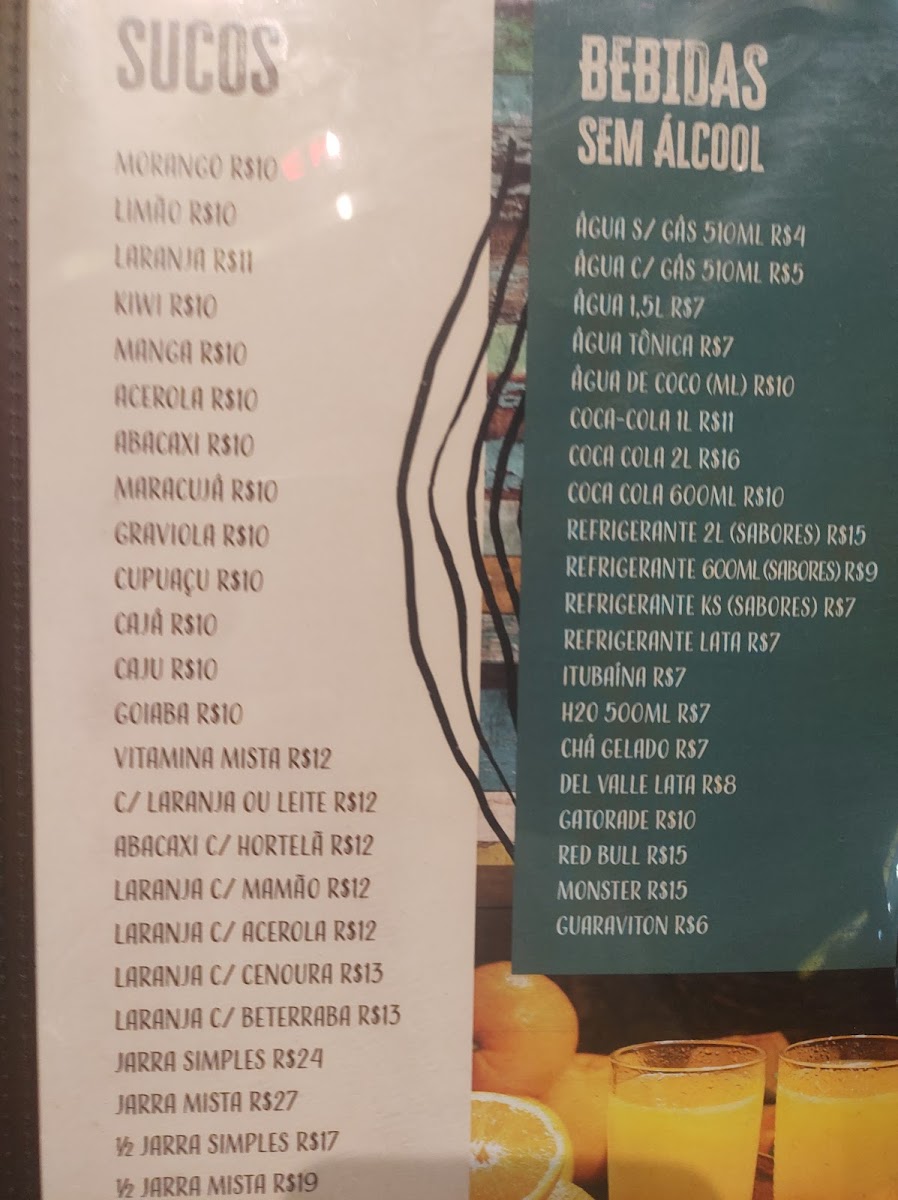 SUCOS
MORANGO R$10
LIMÃO R$10
LARANJA R$11
KIWI R$10
MANGA R$10
ACEROLA R$10
ABACAXI R$10
MARACUJÁ R$10
GRAVIOLA R$10
CUPUAÇU R$10
CAJÁ R$10
CAJU R$10
GOIABA R$10
VITAMINA MISTA R$12
C/ LARANJA OU LEITE R$12
ABACAXI C/ HORTELÃ R$12
LARANJA C/ MAMÃO R$12
LARANJA C/ ACEROLA R$12
LARANJA C/ CENOURA R$13
LARANJA C/ BETERRABA R$13
JARRA SIMPLES R$24
JARRA MISTA R$27
½ JARRA SIMPLES R$17
½ JARRA MISTA R$19
BEBIDAS
SEM ÁLCOOL
ÁGUA S/ GÁS 510ML R$4
ÁGUA C/ GÁS 510ML R$5
ÁGUA 1,5L R$7
ÁGUA TÔNICA R$7
ÁGUA DE COCO (ML) R$10
COCA-COLA 1L R$11
COCA COLA 2L R$16
COCA COLA 600ML R$10
REFRIGERANTE 2L (SABORES) R$15
REFRIGERANTE 600ML (SABORES) R$9
REFRIGERANTE KS (SABORES) R$7
REFRIGERANTE LATA R$7
ITUBAÍNA R$7
H2O 500ML R$7
CHÁ GELADO R$7
DEL VALLE LATA R$8
GATORADE R$10
RED BULL R$15
MONSTER R$15
GUARAVITON R$6